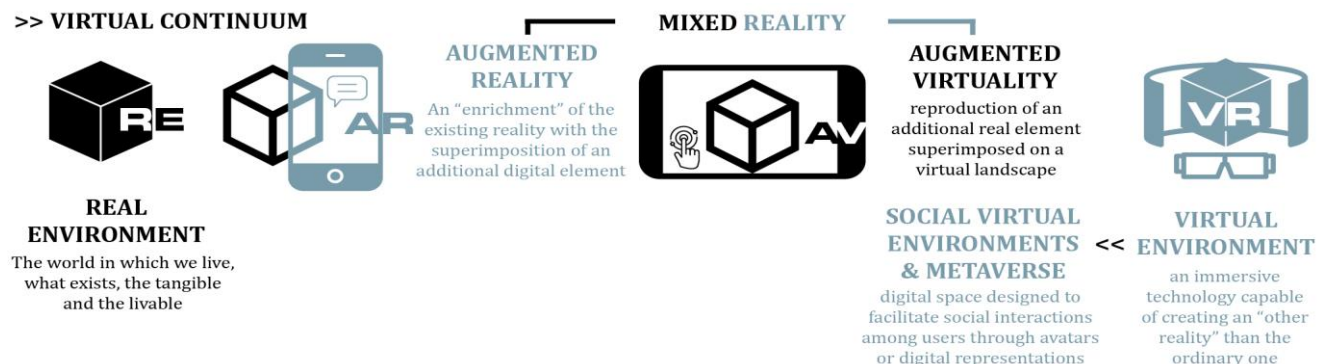 >> VIRTUAL CONTINUUM
RE
REAL
ENVIRONMENT
The world in which we live,
what exists, the tangible
and the livable
AR
AUGMENTED
REALITY
An “enrichment” of the
existing reality with the
superimposition of an
additional digital element
MIXED REALITY
AV
AUGMENTED
VIRTUALITY
reproduction of an
additional real element
superimposed on a
virtual landscape
VR
SOCIAL VIRTUAL
ENVIRONMENTS
& METAVERSE
digital space designed to
facilitate social interactions
among users through avatars
or digital representations
<<
VIRTUAL
ENVIRONMENT
an immersive
technology capable
of creating an “other
reality” than the
ordinary one